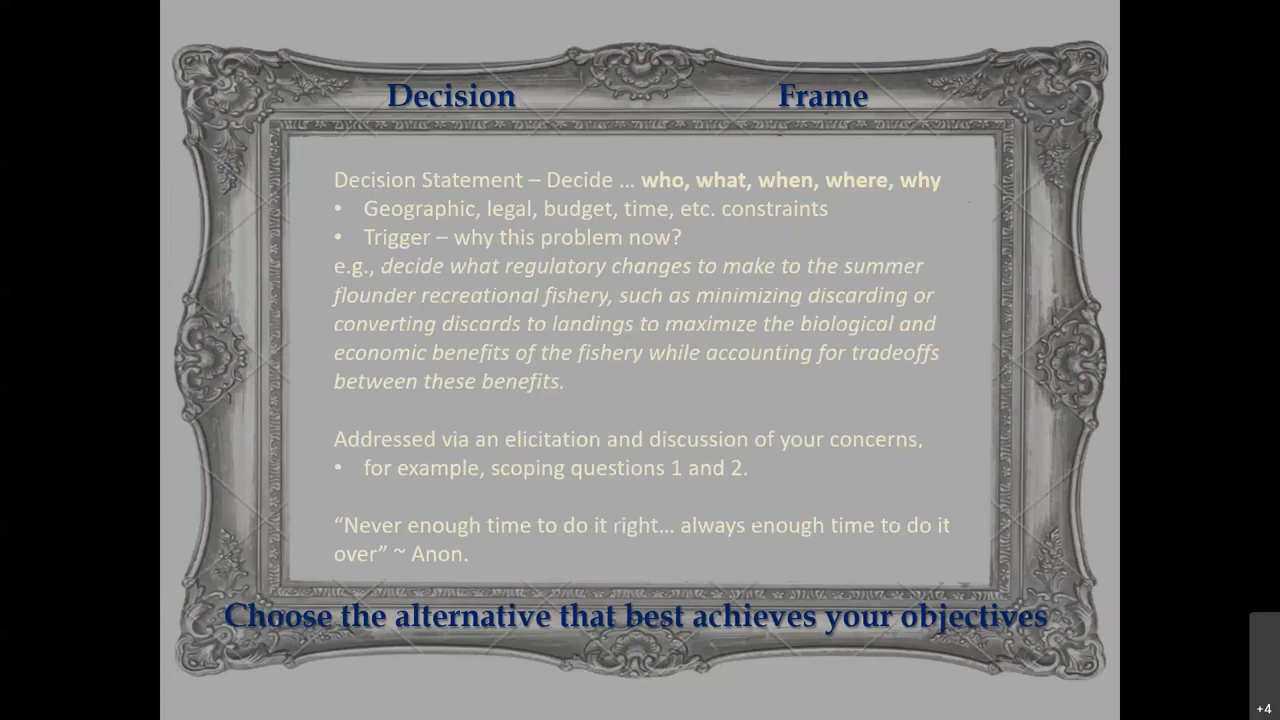 Decision Frame
Decision Statement – Decide … who, what, when, where, why
• Geographic, legal, budget, time, etc. constraints
• Trigger – why this problem now?
e.g., decide what regulatory changes to make to the summer
flounder recreational fishery, such as minimizing discarding or
converting discards to landings to maximize the biological and
economic benefits of the fishery while accounting for tradeoffs
between these benefits.
Addressed via an elicitation and discussion of your concerns,
• for example, scoping questions 1 and 2.
“Never enough time to do it right… always enough time to do it
over” ~ Anon.
Choose the alternative that best achieves your objectives
+4